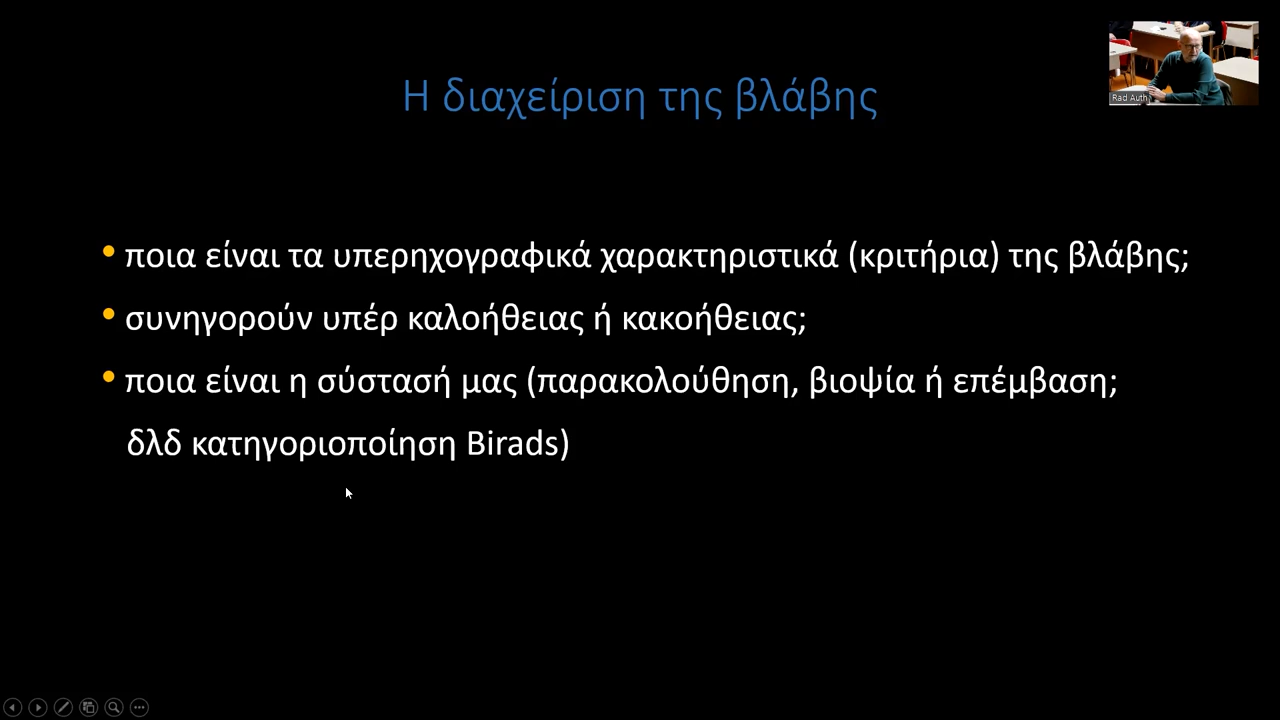 Η διαχείριση της βλάβης
Rad Auth
• ποια είναι τα υπερηχογραφικά χαρακτηριστικά (κριτήρια) της βλάβης;
• συνηγορούν υπέρ καλοήθειας ή κακοήθειας;
• ποια είναι η σύστασή μας (παρακολούθηση, βιοψία ή επέμβαση;
δλδ κατηγοριοποίηση Birads)